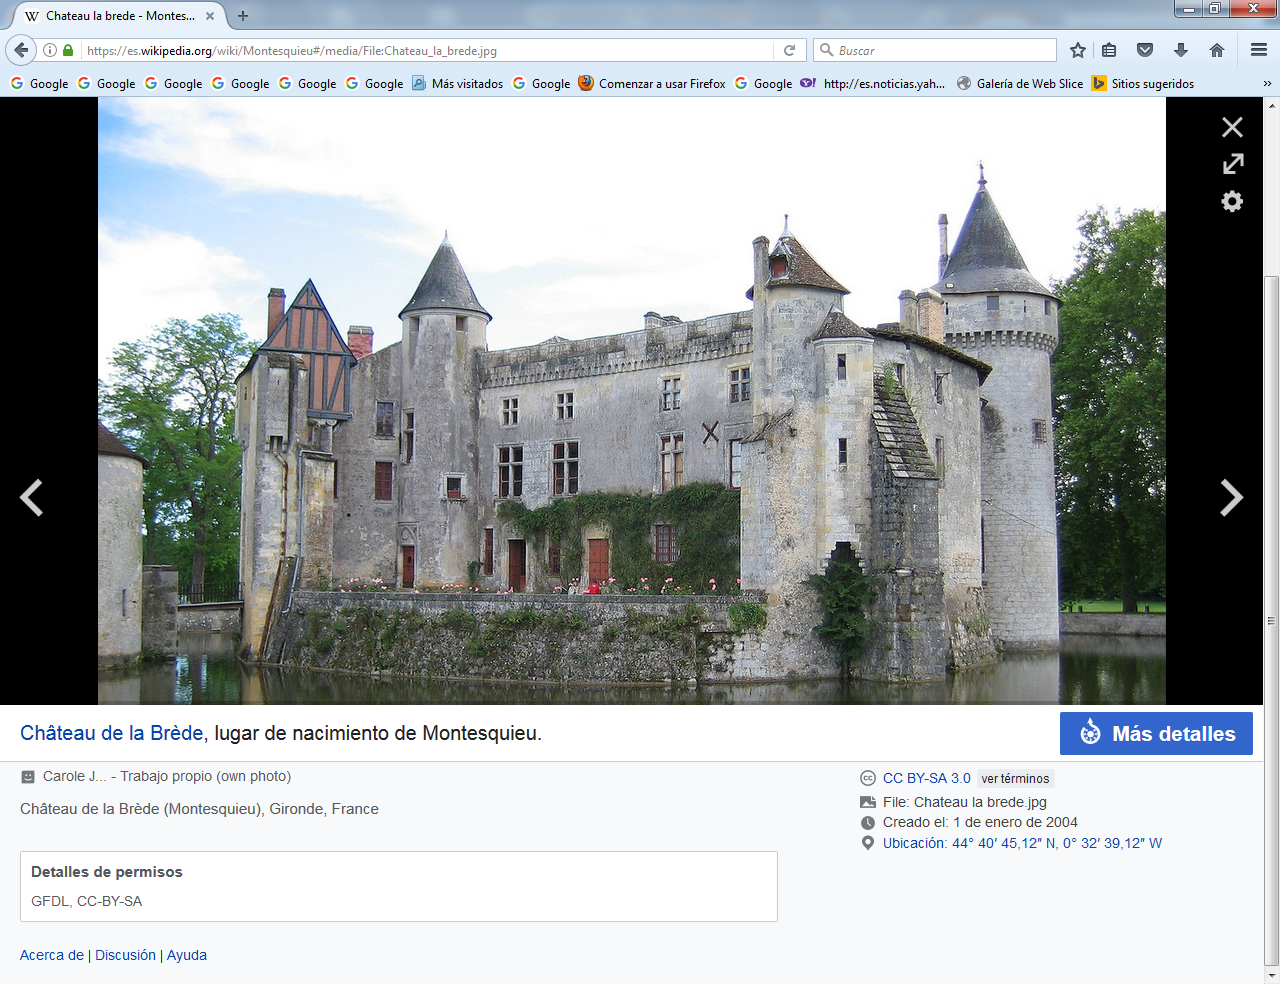 Chateau la brede - Montes...
https://es.wikipedia.org/wiki/Montesquieu#/media/File:Chateau_la_brede.jpg
Buscar
Google Google Google Google Google Google Más visitados Google Comenzar a usar Firefox Google http://es.noticias.yah... Galería de Web Slice Sitios sugeridos
Château de la Brède, lugar de nacimiento de Montesquieu.
Más detalles
Carole J... - Trabajo propio (own photo)
Château de la Brède (Montesquieu), Gironde, France
CC BY-SA 3.0 ver términos
File: Chateau la brede.jpg
Creado el: 1 de enero de 2004
Ubicación: 44° 40′ 45,12″ N, 0° 32′ 39,12″ W
Detalles de permisos
GFDL, CC-BY-SA
Acerca de | Discusión | Ayuda